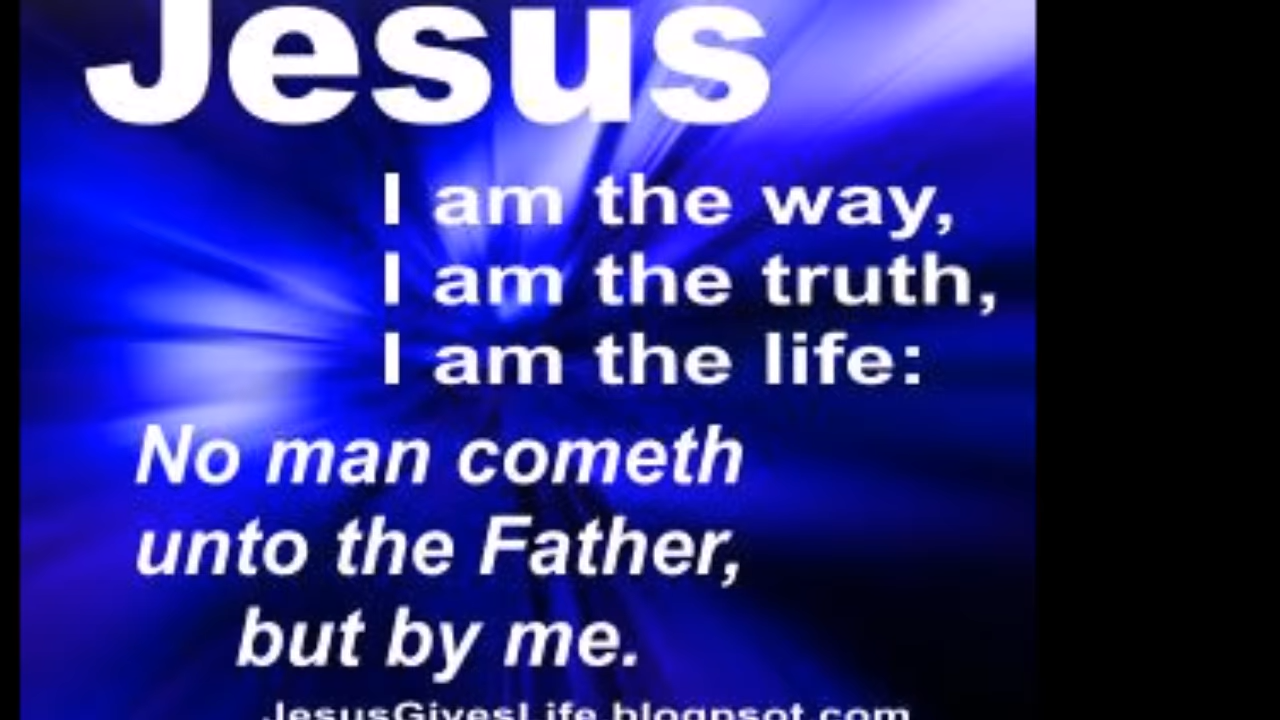 Jesus
I am the way,
I am the truth,
I am the life:
No man cometh
unto the Father,
but by me.
JesusGivesLife.blogpsot.com